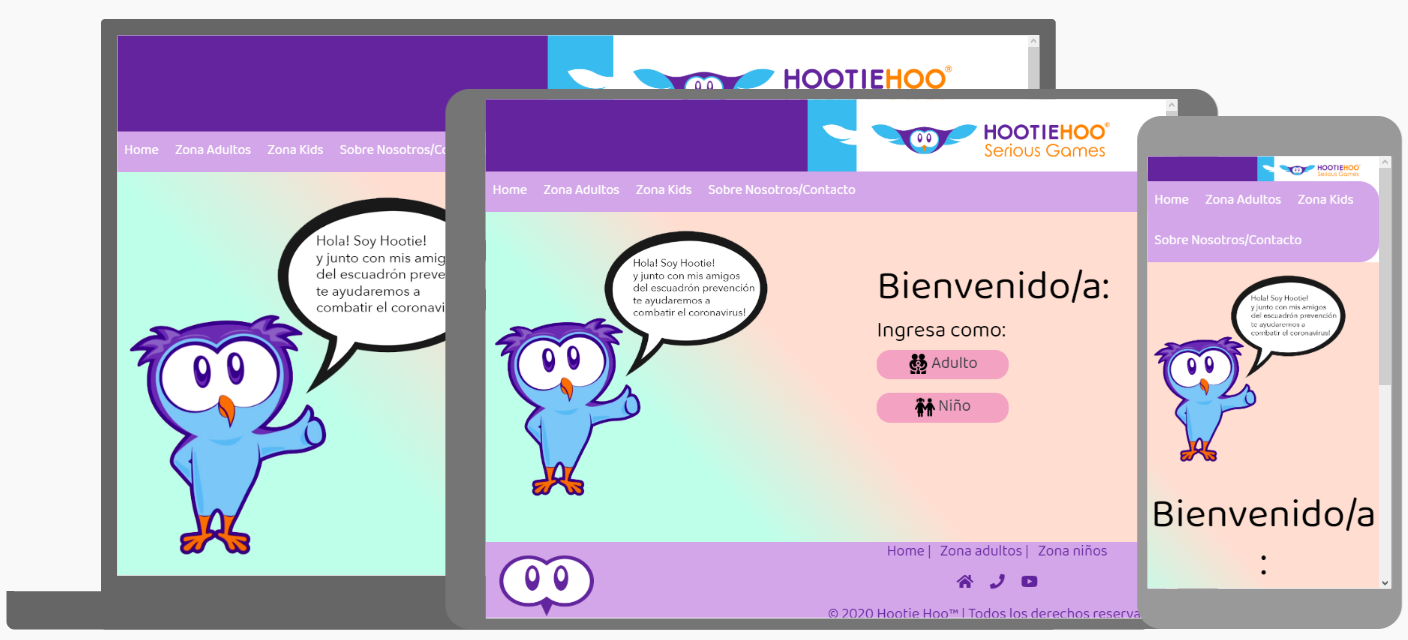 HOOTIEHOO®
Home Zona Adultos Zona Kids Sobre Nosotros/Co
Hola! Soy Hootie!
y junto con mis amig
del escuadrón preve
te ayudaremos a
combatir el coronavi
HOOTIEHOO®
Serious Games
Home Zona Adultos Zona Kids Sobre Nosotros/Contacto
Hola! Soy Hootie!
y junto con mis amigos
del escuadrón prevención
te ayudaremos a
combatir el coronavirus!
Bienvenido/a:
Ingresa como:
Adulto
Niño
Home | Zona adultos | Zona niños
© 2020 Hootie Hoo™ | Todos los derechos reserva
HOOTIEHOO®
Serious Games
Home Zona Adultos Zona Kids
Sobre Nosotros/Contacto
Hola! Soy Hootie!
y junto con mis amigos
del escuadrón prevención
te ayudaremos a
combatir el coronavirus!
Bienvenido/a
: